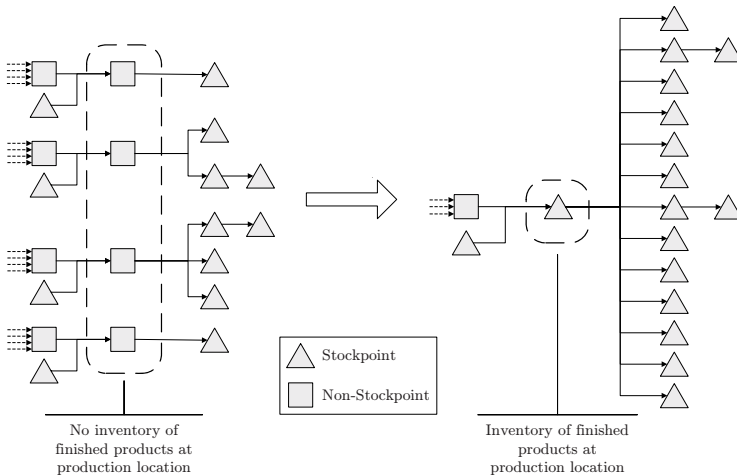 Stockpoint
Non-Stockpoint
No inventory of
finished products at
production location
Inventory of finished
products at
production location